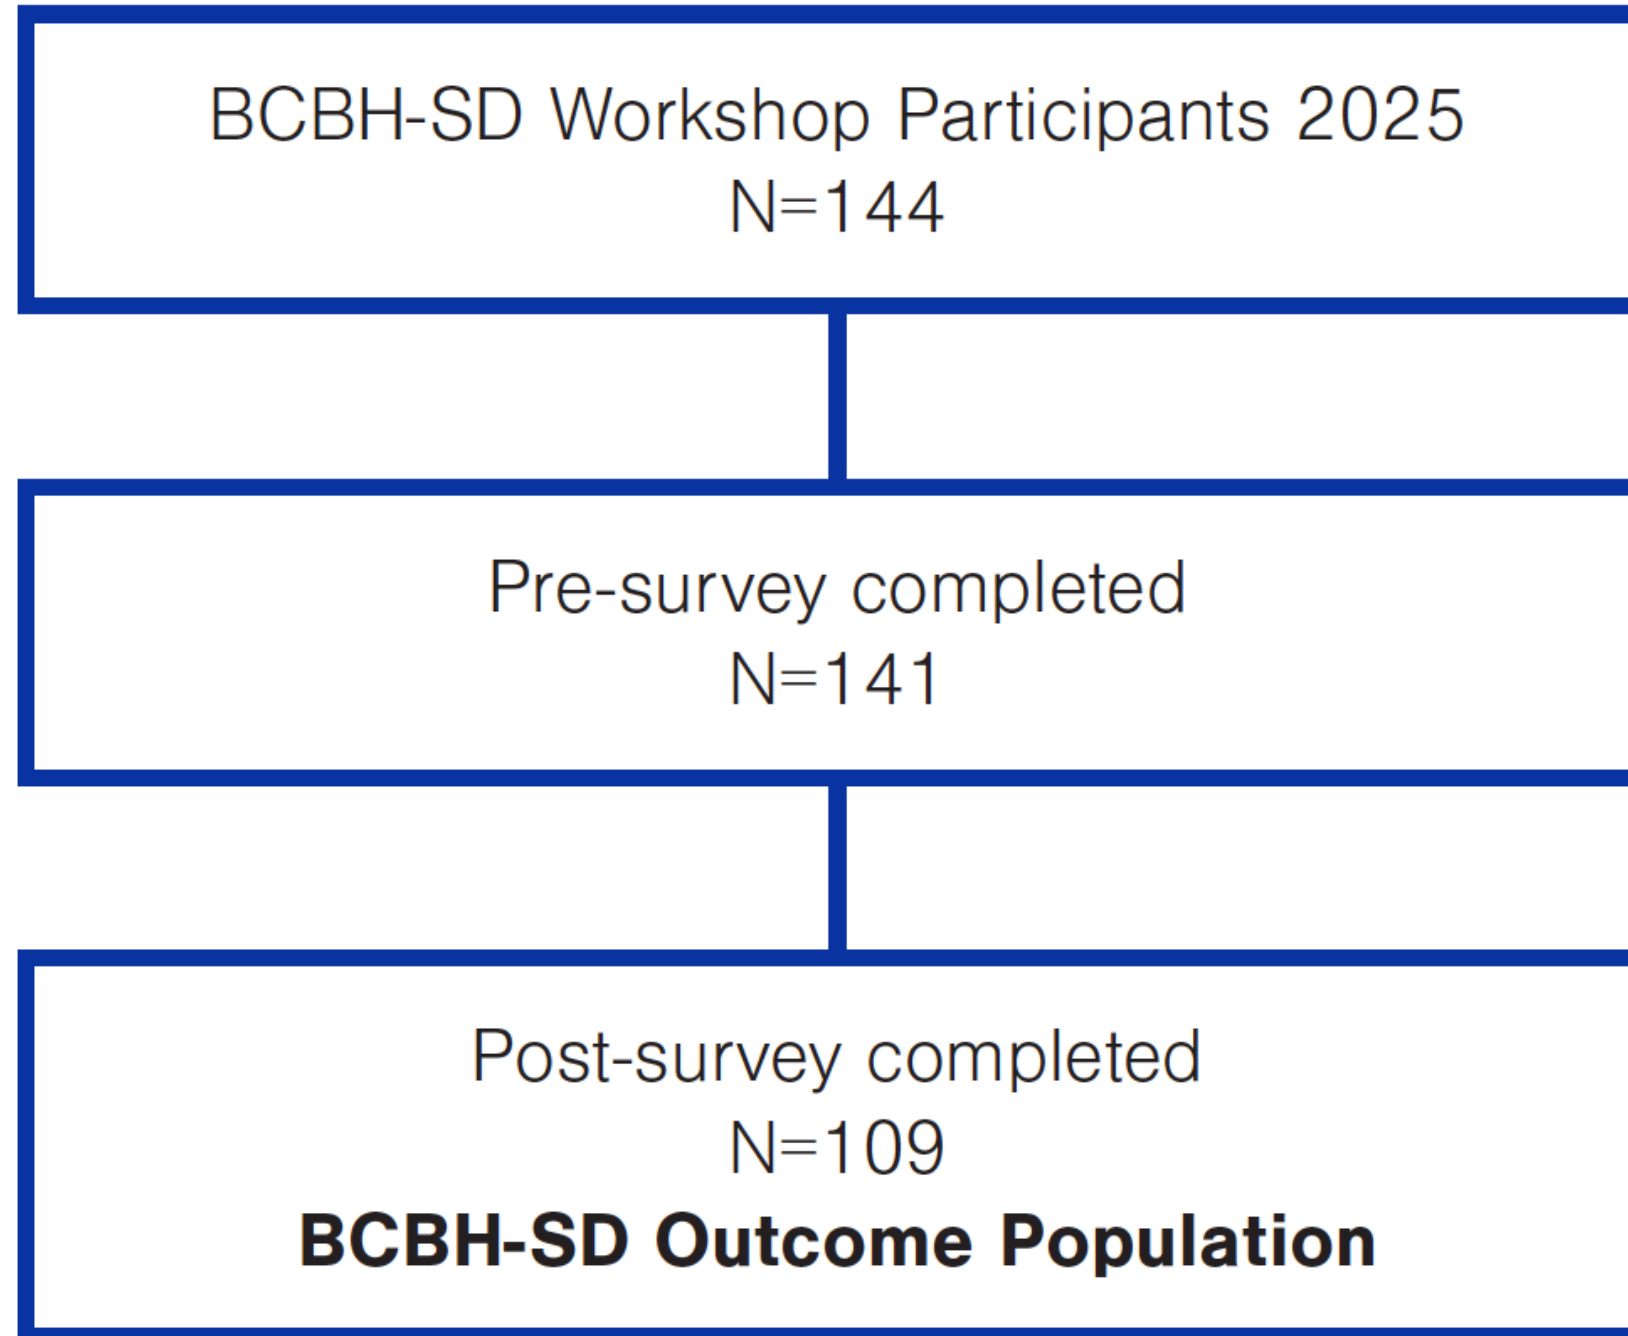 BCBH-SD Workshop Participants 2025
N=144
Pre-survey completed
N=141
Post-survey completed
N=109
BCBH-SD Outcome Population